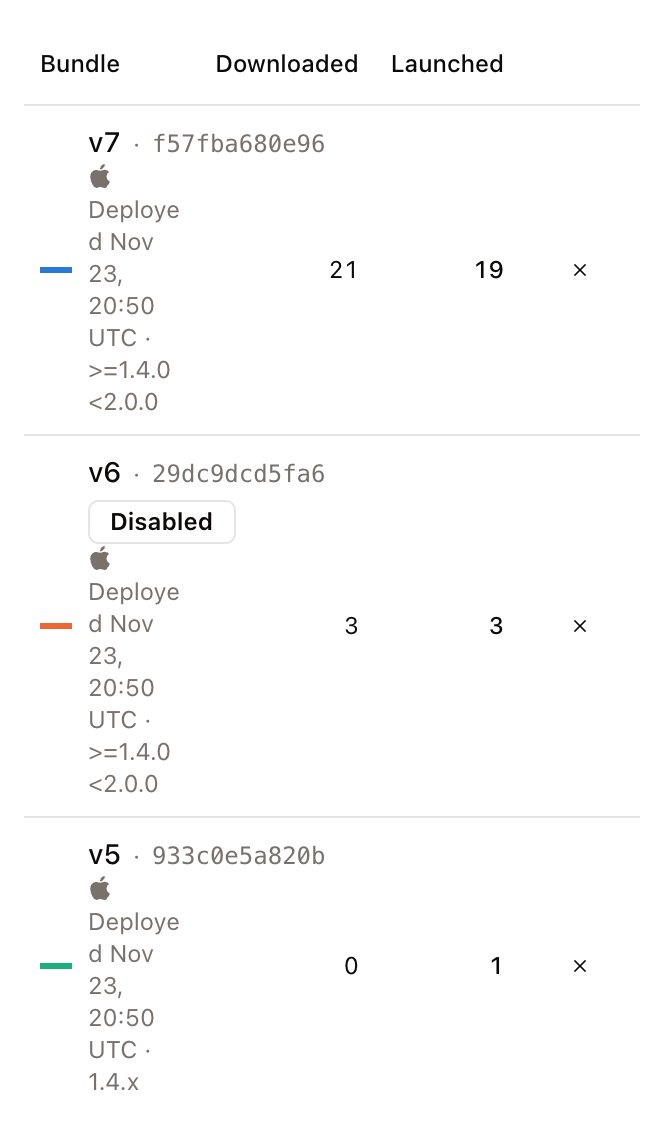 Bundle Downloaded Launched
v7 · f57fba680e96
Deploye
d Nov
23,
20:50
UTC ·
>=1.4.0
<2.0.0
21 19 ×
v6 · 29dc9dcd5fa6
Disabled
Deploye
d Nov
23,
20:50
UTC ·
>=1.4.0
<2.0.0
3 3 ×
v5 · 933c0e5a820b
Deploye
d Nov
23,
20:50
UTC ·
1.4.x
0 1 ×